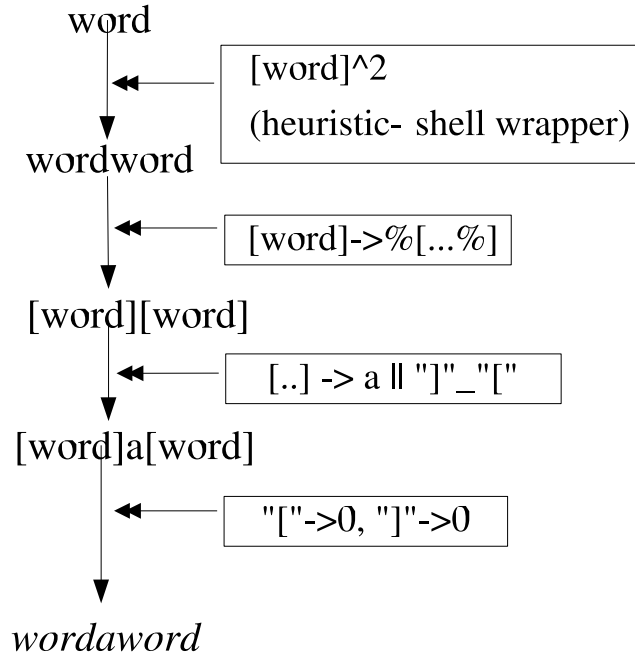 word
[word]^2
(heuristic- shell wrapper)
wordword
[word]->%[...%]
[word][word]
[..] -> a || "]"_"["
[word]a[word]
"["->0, "]"->0
wordaword